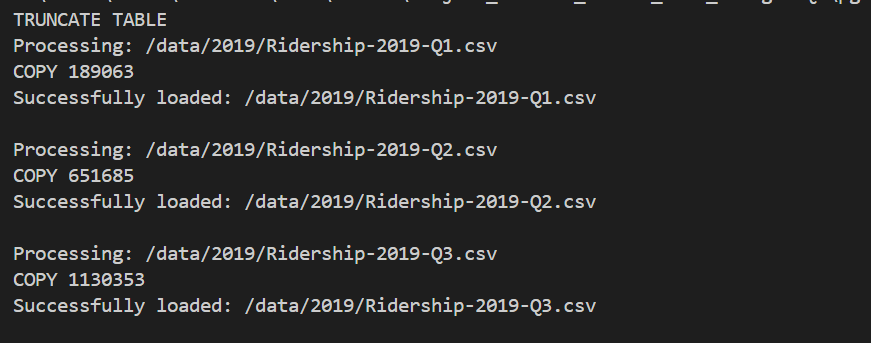 TRUNCATE TABLE
Processing: /data/2019/Ridership-2019-Q1.csv
COPY 189063
Successfully loaded: /data/2019/Ridership-2019-Q1.csv
Processing: /data/2019/Ridership-2019-Q2.csv
COPY 651685
Successfully loaded: /data/2019/Ridership-2019-Q2.csv
Processing: /data/2019/Ridership-2019-Q3.csv
COPY 1130353
Successfully loaded: /data/2019/Ridership-2019-Q3.csv